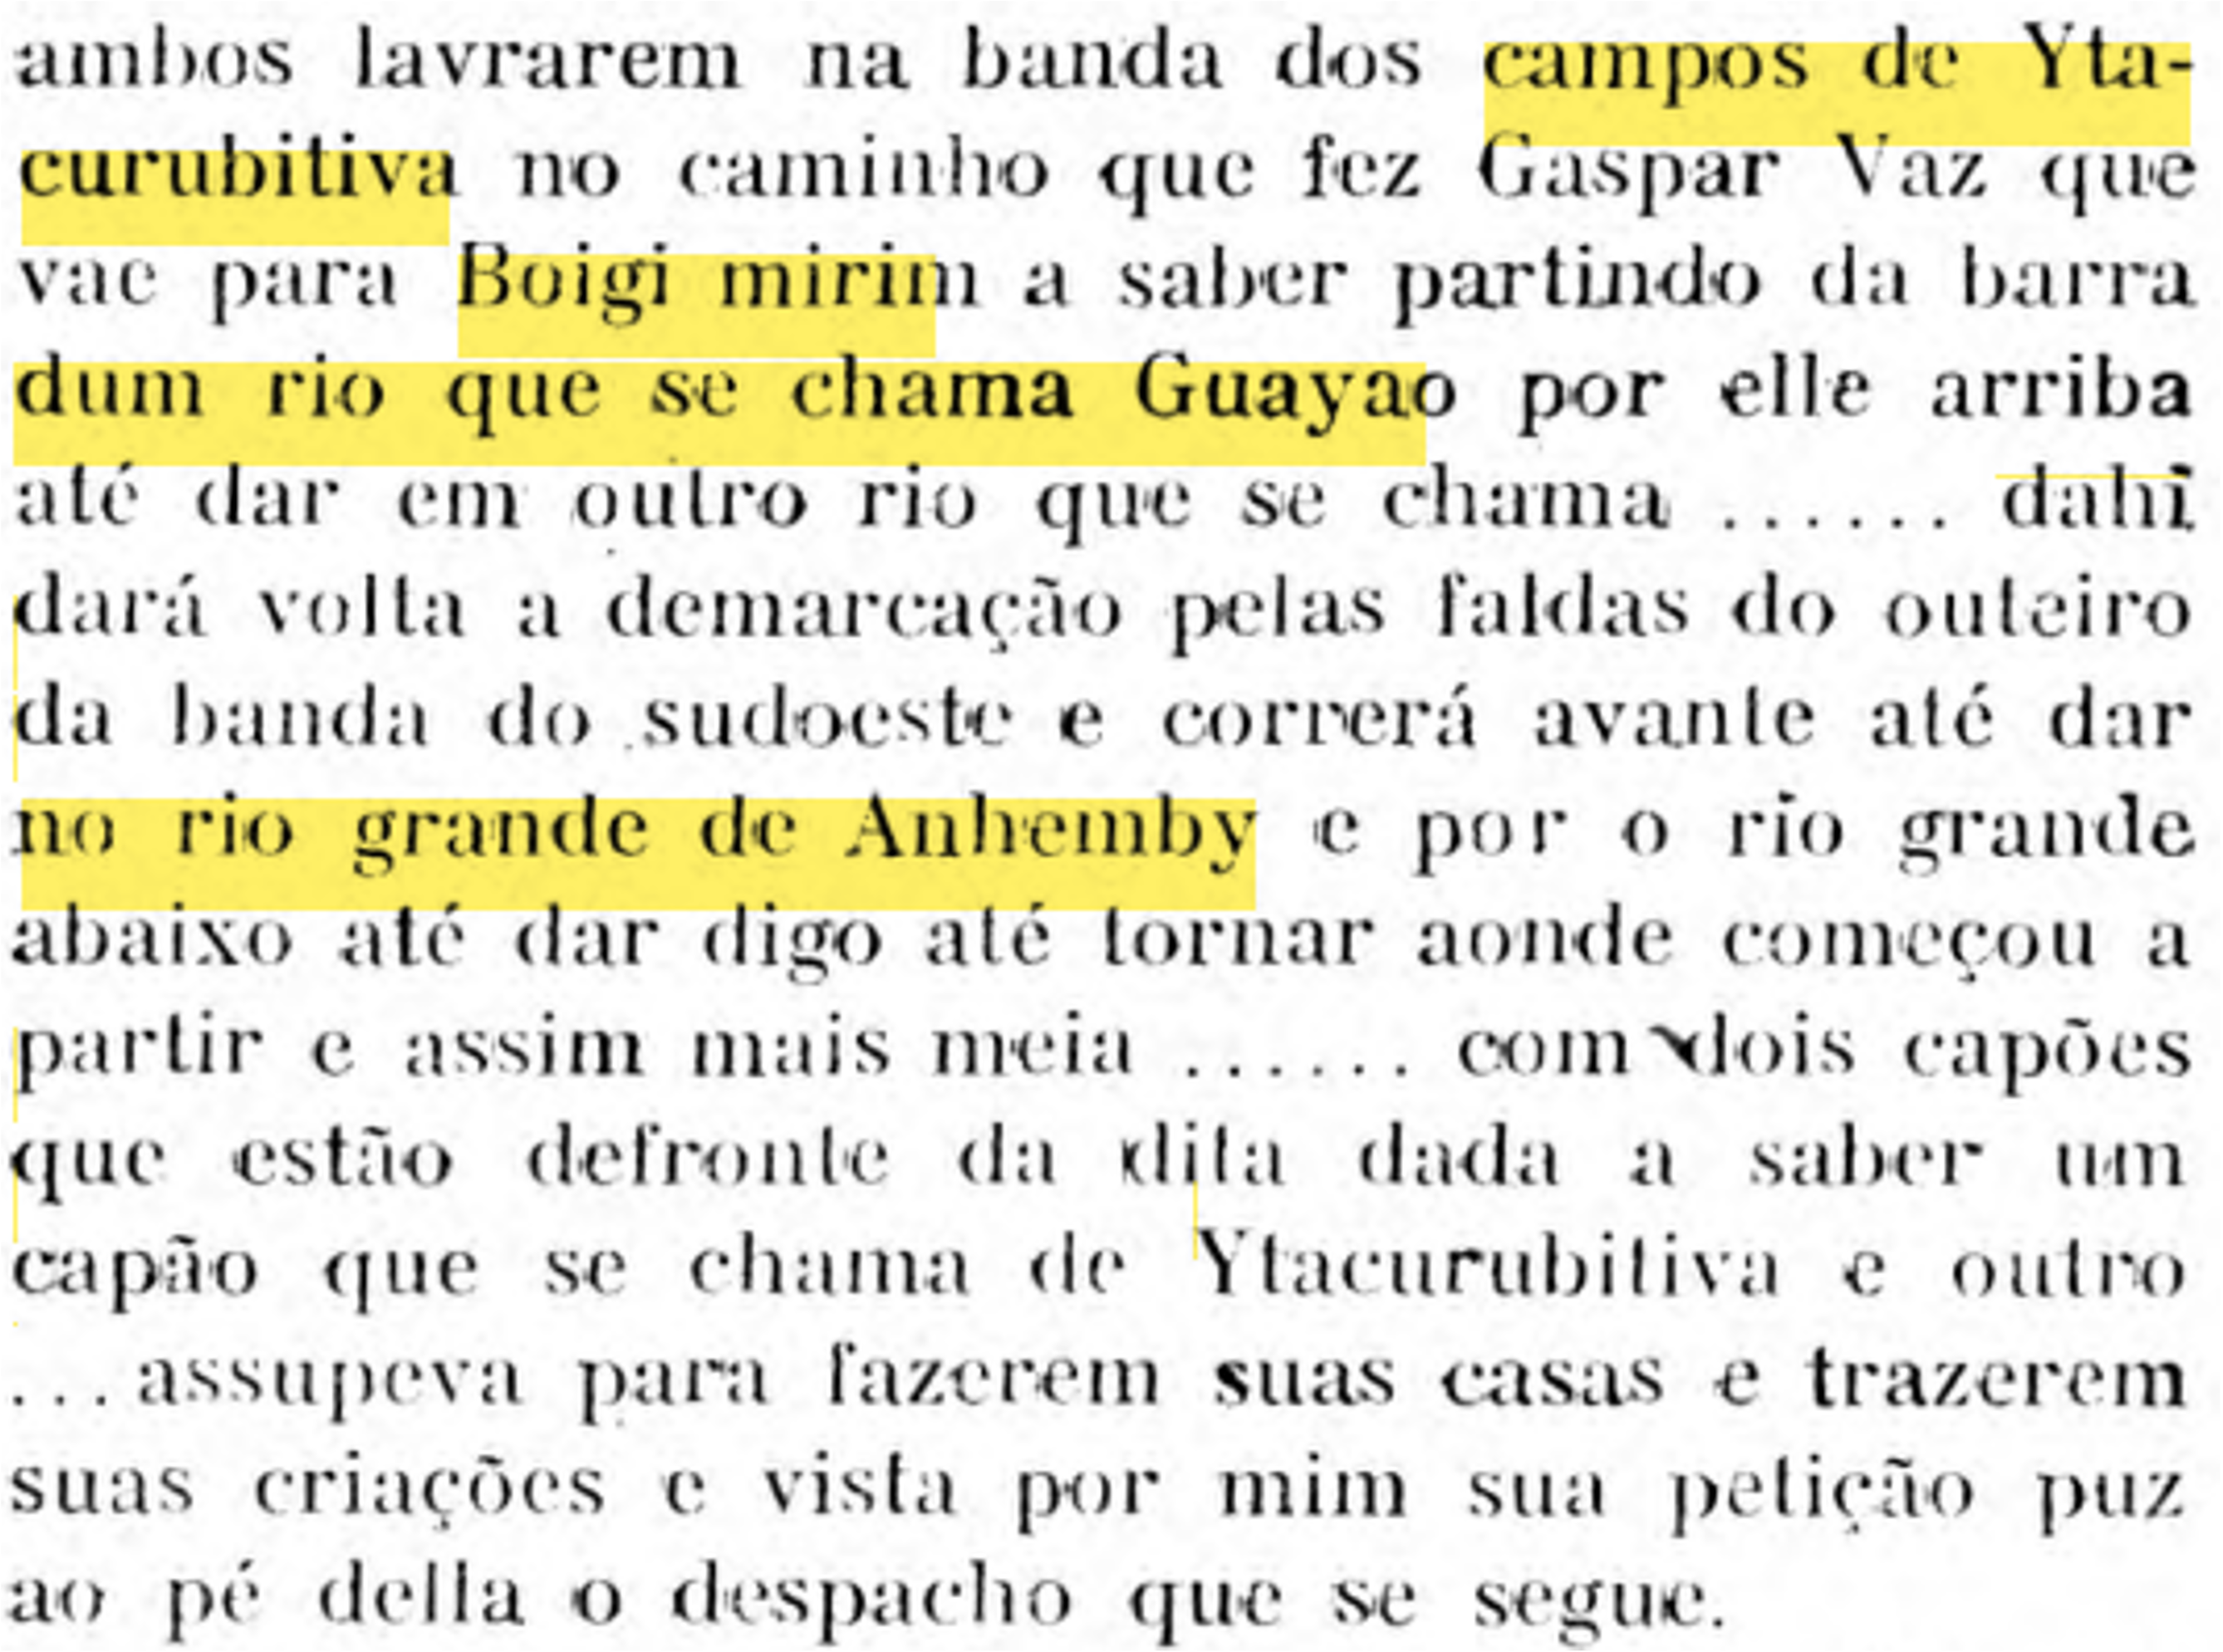 ambos lavrarem na banda dos campos de Yta-
curubitiva no caminho que fez Gaspar Vaz que
vae para Boigi mirim a saber partindo da barra
dum rio que se chama Guayao por elle arriba
até dar em outro rio que se chama ...... dahi
dará volta a demarcação pelas faldas do outeiro
da banda do sudoeste e correrá avante até dar
no rio grande de Anhemby e por o rio grande
abaixo até dar digo até tornar aonde começou a
partir e assim mais meia ...... com dois capões
que estão defronte da dita dada a saber um
capão que se chama de Ytacurubitiva e outro
...assupeva para fazerem suas casas e trazerem
suas criações e vista por mim sua petição puz
ao pé della o despacho que se segue.